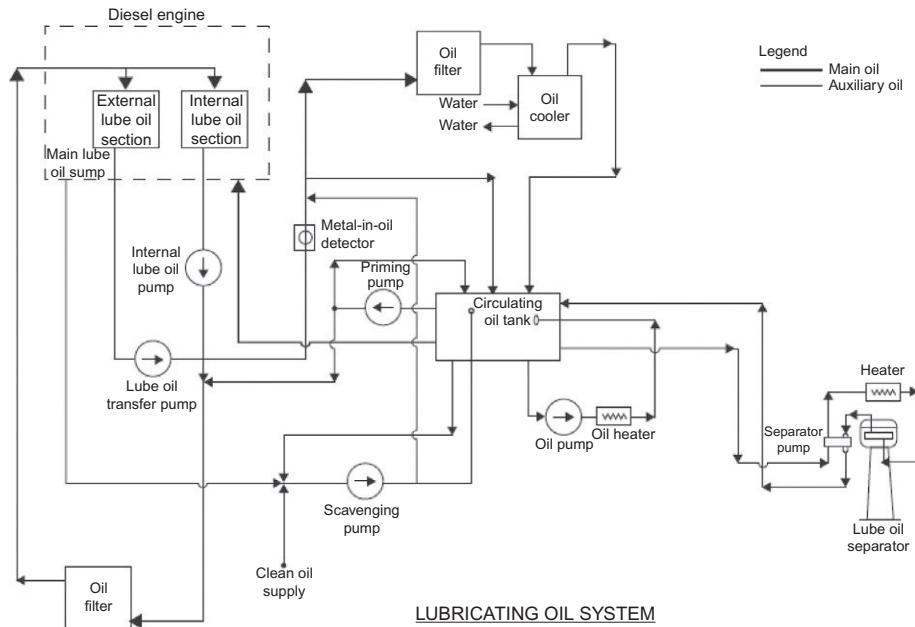 Diesel engine
External
lube oil
section
Internal
lube oil
section
Main lube
oil sump
Oil
filter
Water
Water
Oil
cooler
Legend
Main oil
Auxiliary oil
Metal-in-oil
detector
Internal
lube oil
pump
Priming
pump
Circulating
oil tank
Lube oil
transfer pump
Oil pump
Oil heater
Heater
Separator
pump
Scavenging
pump
Lube oil
separator
Clean oil
supply
Oil
filter
LUBRICATING OIL SYSTEM